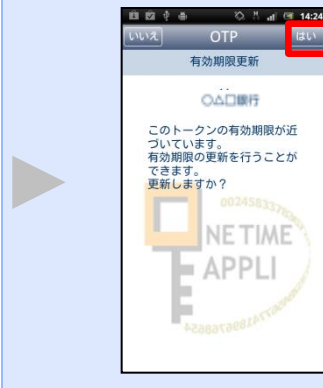 14:24
いいえ OTP はい
有効期限更新
○△□銀行
このトークンの有効期限が近
づいています。
有効期限の更新を行うことが
できます。
更新しますか？
NE TIME
APPLI